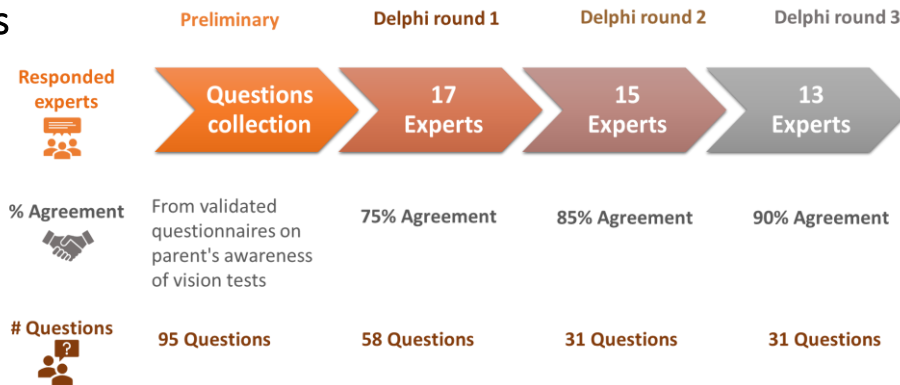 s
Preliminary
Delphi round 1
Delphi round 2
Delphi round 3
Responded
experts
Questions
collection
17
Experts
15
Experts
13
Experts
% Agreement
From validated
questionnaires on
parent's awareness
of vision tests
75% Agreement
85% Agreement
90% Agreement
# Questions
?
95 Questions
58 Questions
31 Questions
31 Questions